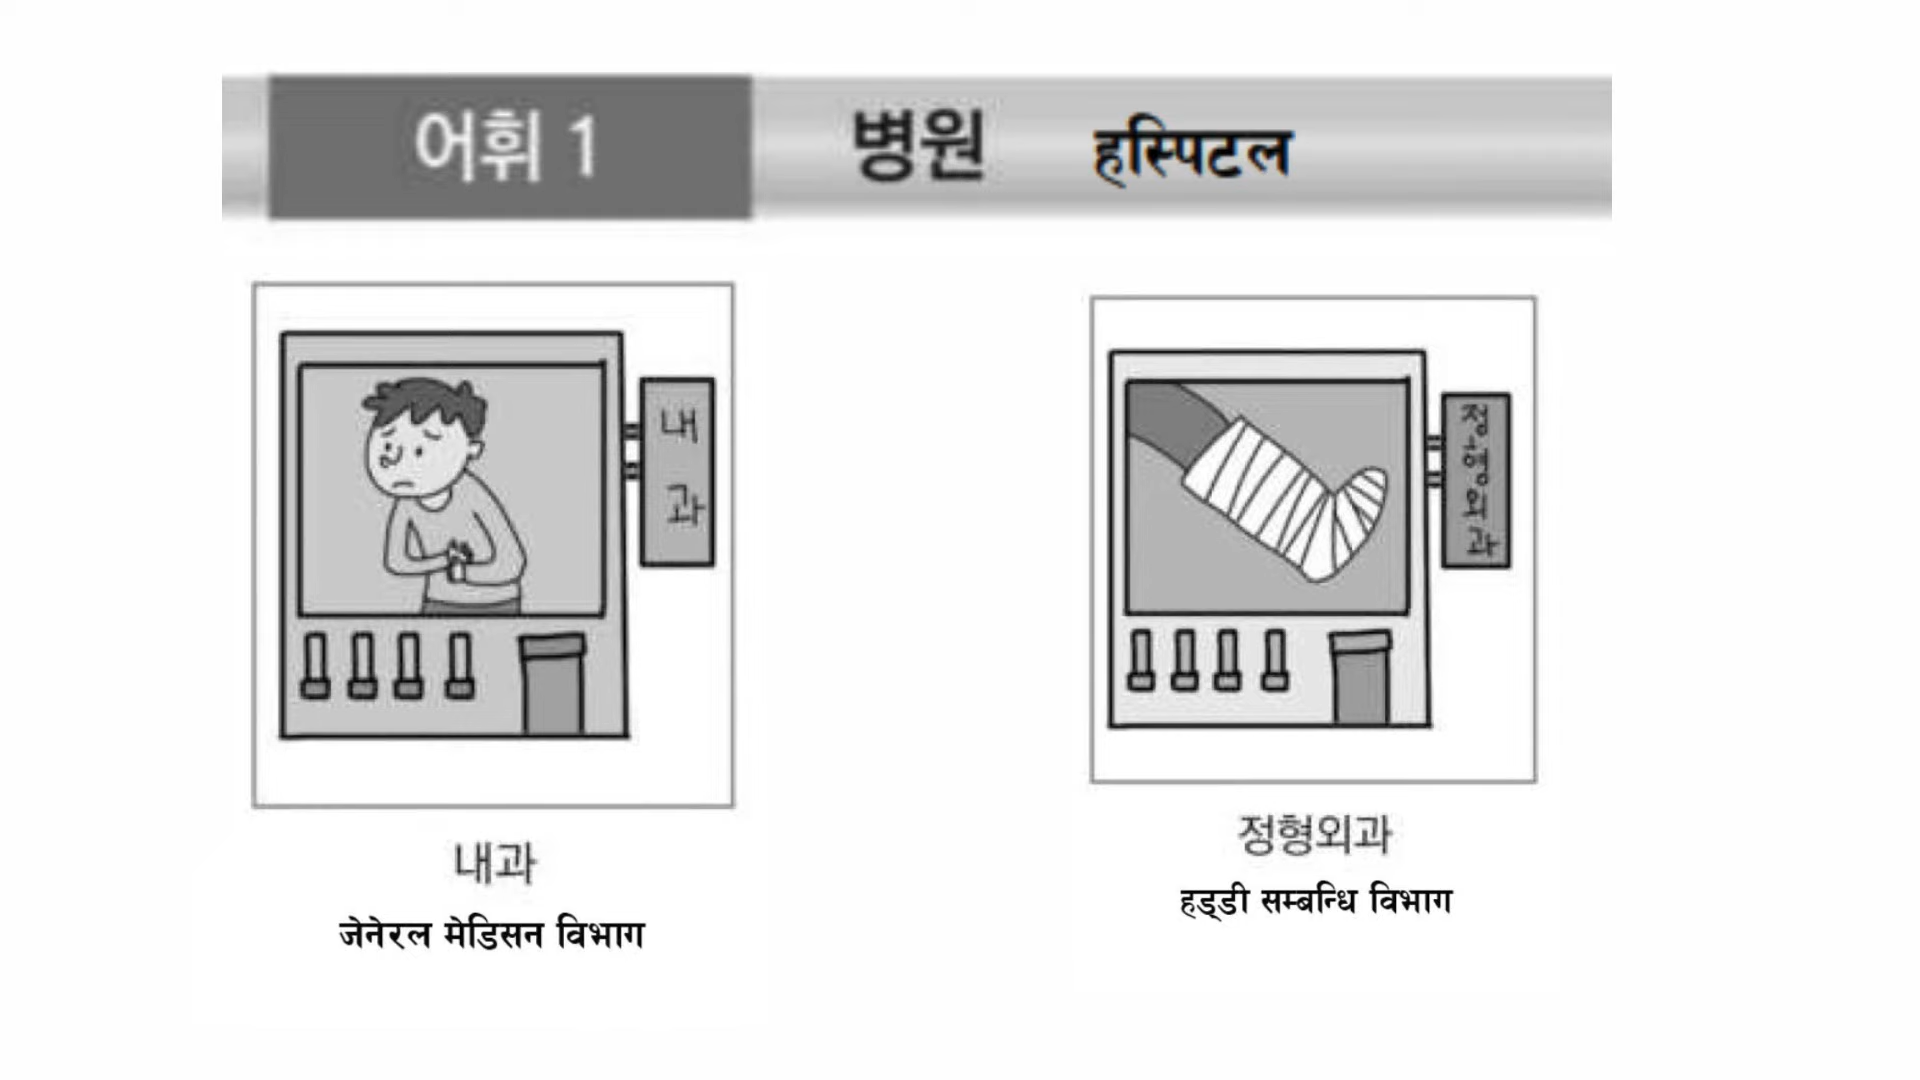 어휘 1 병원 हस्पिटल
내과
정형외과
내과
जेनेरल मेडिसन विभाग
정형외과
हड्डी सम्बन्धि विभाग